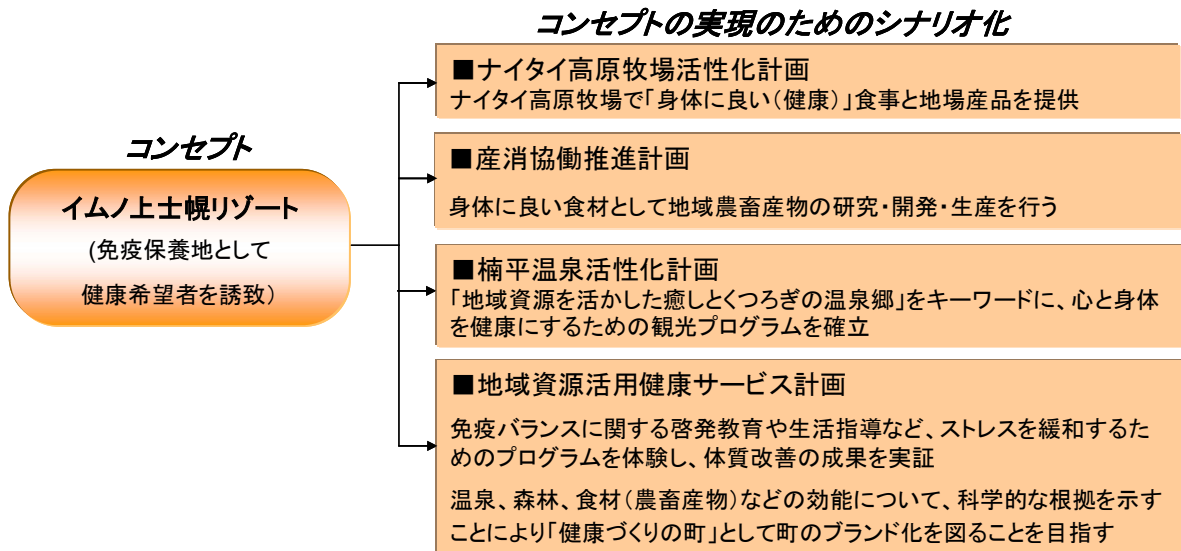 コンセプトの実現のためのシナリオ化
コンセプト
イムノ上士幌リゾート
(免疫保養地として
健康希望者を誘致)
■ナイタイ高原牧場活性化計画
ナイタイ高原牧場で「身体に良い(健康)」食事と地場産品を提供
■産消協働推進計画
身体に良い食材として地域農畜産物の研究・開発・生産を行う
■楠平温泉活性化計画
「地域資源を活かした癒しとくつろぎの温泉郷」をキーワードに、心と身体
を健康にするための観光プログラムを確立
■地域資源活用健康サービス計画
免疫バランスに関する啓発教育や生活指導など、ストレスを緩和するた
めのプログラムを体験し、体質改善の成果を実証
温泉、森林、食材(農畜産物)などの効能について、科学的な根拠を示す
ことにより「健康づくりの町」として町のブランド化を図ることを目指す